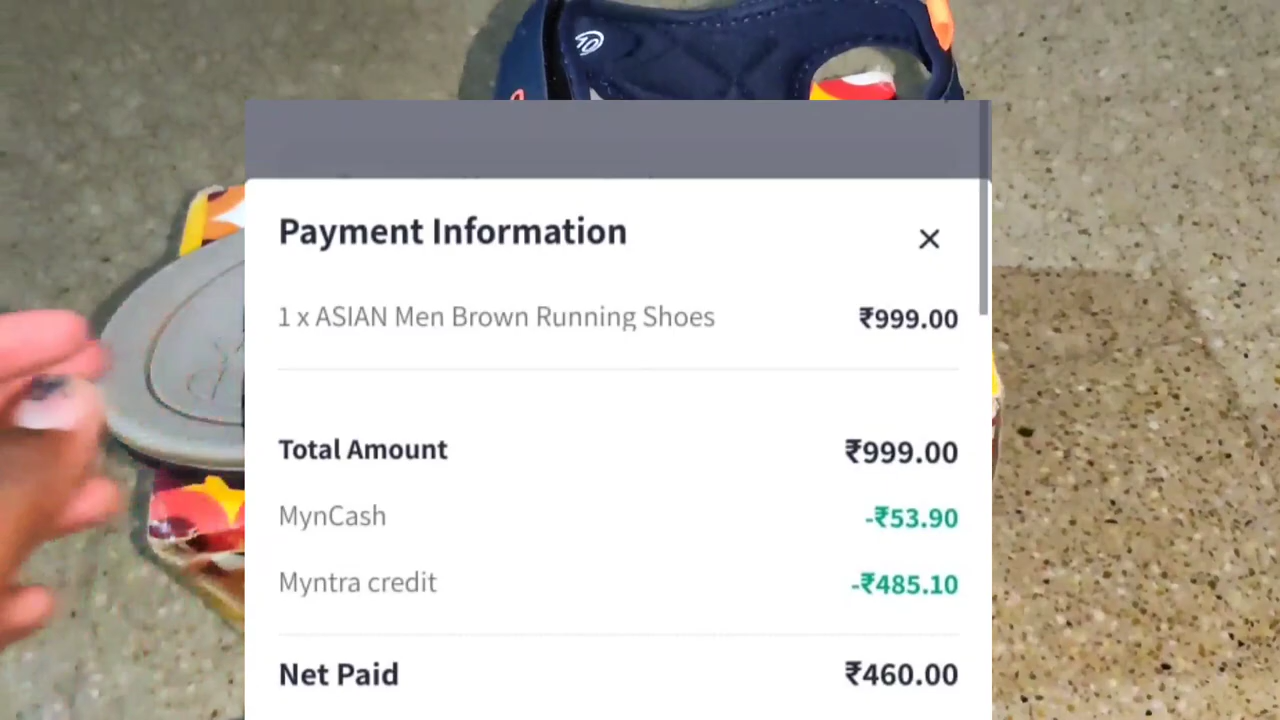 Payment Information
1 x ASIAN Men Brown Running Shoes ₹999.00
Total Amount ₹999.00
MynCash -₹53.90
Myntra credit -₹485.10
Net Paid ₹460.00